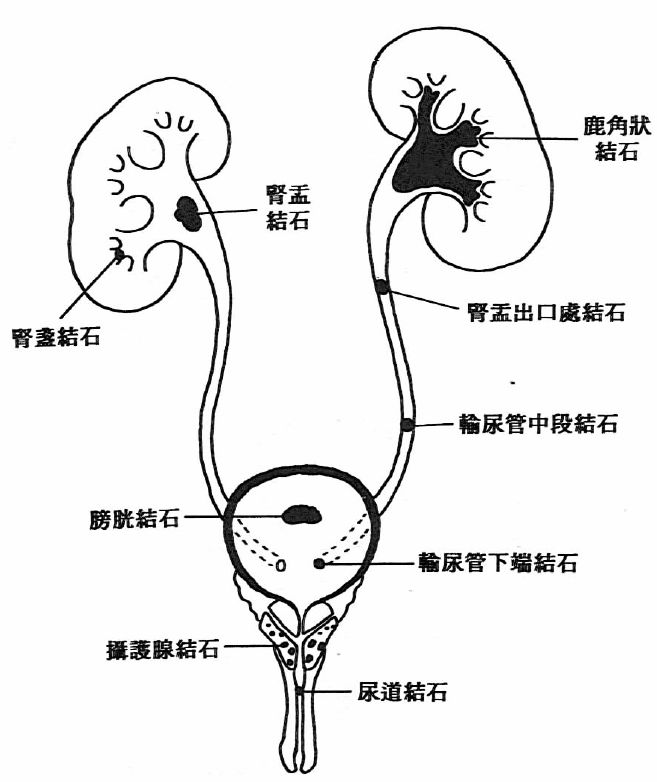 鹿角狀
結石
腎盂
結石
腎盂出口處結石
腎盞結石
輸尿管中段結石
膀胱結石
輸尿管下端結石
攝護腺結石
尿道結石